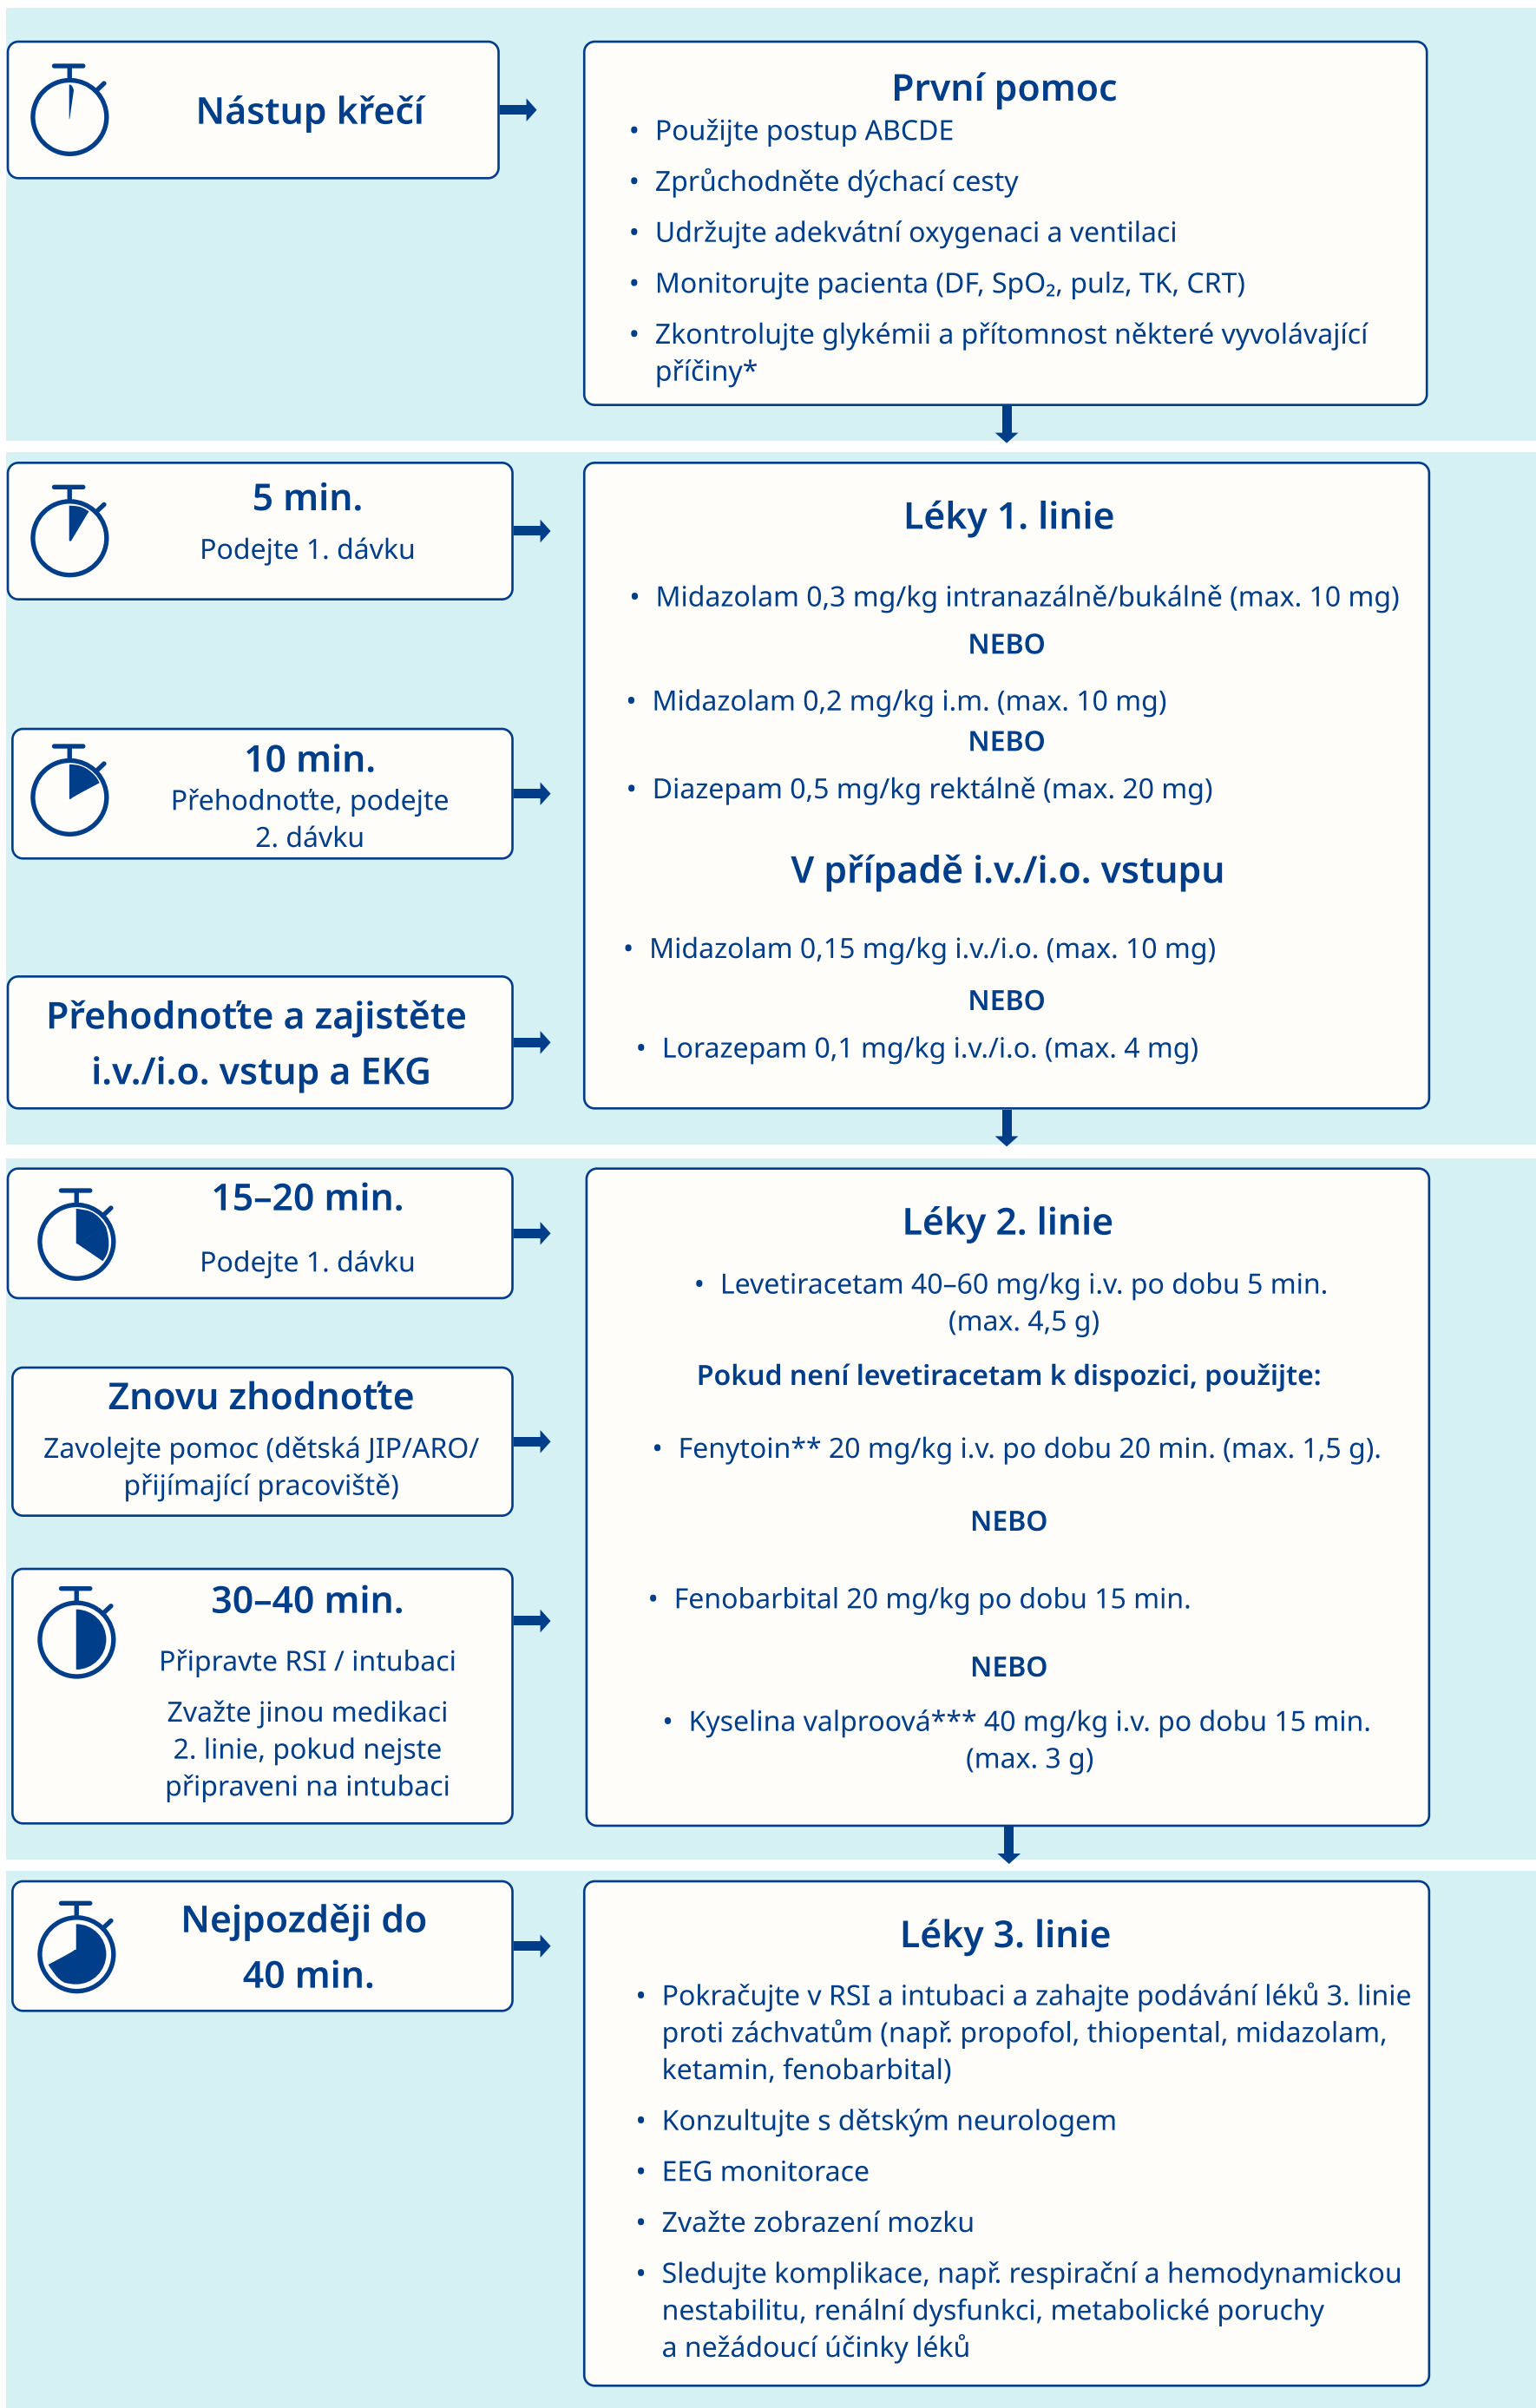 Nástup křečí
První pomoc
• Použijte postup ABCDE
• Zprůchodněte dýchací cesty
• Udržujte adekvátní oxygenaci a ventilaci
• Monitorujte pacienta (DF, SpO₂, pulz, TK, CRT)
• Zkontrolujte glykémii a přítomnost některé vyvolávající
příčiny*
5 min.
Podejte 1. dávku
10 min.
Přehodnoťte, podejte
2. dávku
Přehodnoťte a zajistěte
i.v./i.o. vstup a EKG
Léky 1. linie
• Midazolam 0,3 mg/kg intranazálně/bukálně (max. 10 mg)
NEBO
• Midazolam 0,2 mg/kg i.m. (max. 10 mg)
NEBO
• Diazepam 0,5 mg/kg rektálně (max. 20 mg)
V případě i.v./i.o. vstupu
• Midazolam 0,15 mg/kg i.v./i.o. (max. 10 mg)
NEBO
• Lorazepam 0,1 mg/kg i.v./i.o. (max. 4 mg)
15–20 min.
Podejte 1. dávku
Znovu zhodnoťte
Zavolejte pomoc (dětská JIP/ARO/
přijímající pracoviště)
30–40 min.
Připravte RSI / intubaci
Zvažte jinou medikaci
2. linie, pokud nejste
připraveni na intubaci
Léky 2. linie
• Levetiracetam 40–60 mg/kg i.v. po dobu 5 min.
(max. 4,5 g)
Pokud není levetiracetam k dispozici, použijte:
• Fenytoin** 20 mg/kg i.v. po dobu 20 min. (max. 1,5 g).
NEBO
• Fenobarbital 20 mg/kg po dobu 15 min.
NEBO
• Kyselina valproová*** 40 mg/kg i.v. po dobu 15 min.
(max. 3 g)
Nejpozději do
40 min.
Léky 3. linie
• Pokračujte v RSI a intubaci a zahajte podávání léků 3. linie
proti záchvatům (např. propofol, thiopental, midazolam,
ketamin, fenobarbital)
• Konzultujte s dětským neurologem
• EEG monitorace
• Zvažte zobrazení mozku
• Sledujte komplikace, např. respirační a hemodynamickou
nestabilitu, renální dysfunkci, metabolické poruchy
a nežádoucí účinky léků